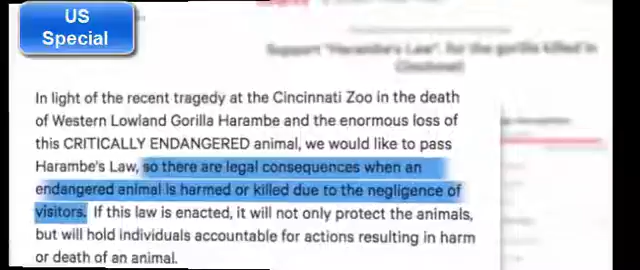 US
Special
Support "Harambe's Law", for the gorilla killed in
Cincinnati
In light of the recent tragedy at the Cincinnati Zoo in the death
of Western Lowland Gorilla Harambe and the enormous loss of
this CRITICALLY ENDANGERED animal, we would like to pass
Harambe's Law, so there are legal consequences when an
endangered animal is harmed or killed due to the negligence of
visitors. If this law is enacted, it will not only protect the animals,
but will hold individuals accountable for actions resulting in harm
or death of an animal.